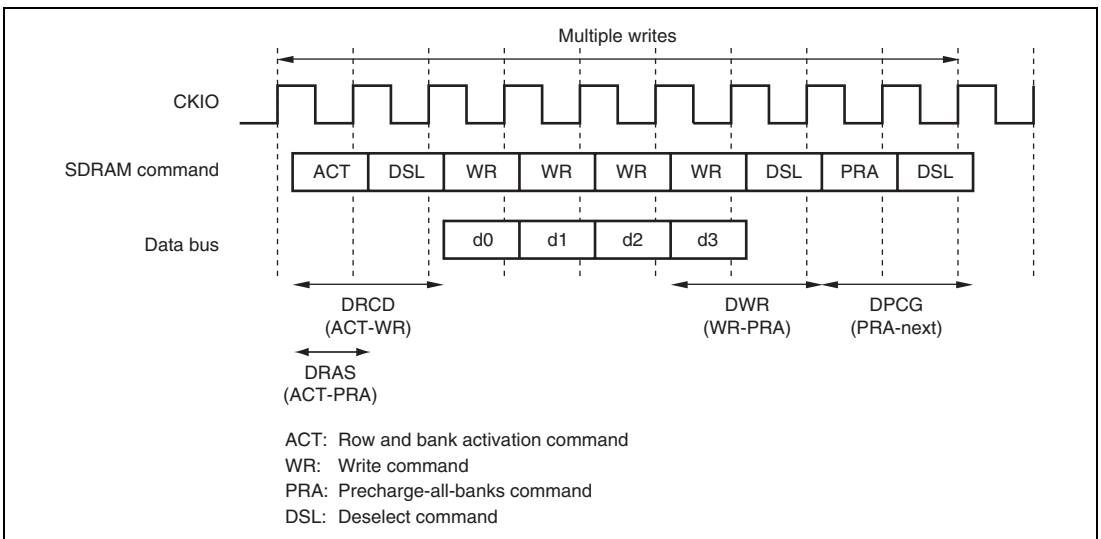 Multiple writes
CKIO
SDRAM command ACT DSL WR WR WR WR DSL PRA DSL
Data bus d0 d1 d2 d3
DRCD DWR DPCG
(ACT-WR) (WR-PRA) (PRA-next)
DRAS
(ACT-PRA)
ACT: Row and bank activation command
WR: Write command
PRA: Precharge-all-banks command
DSL: Deselect command